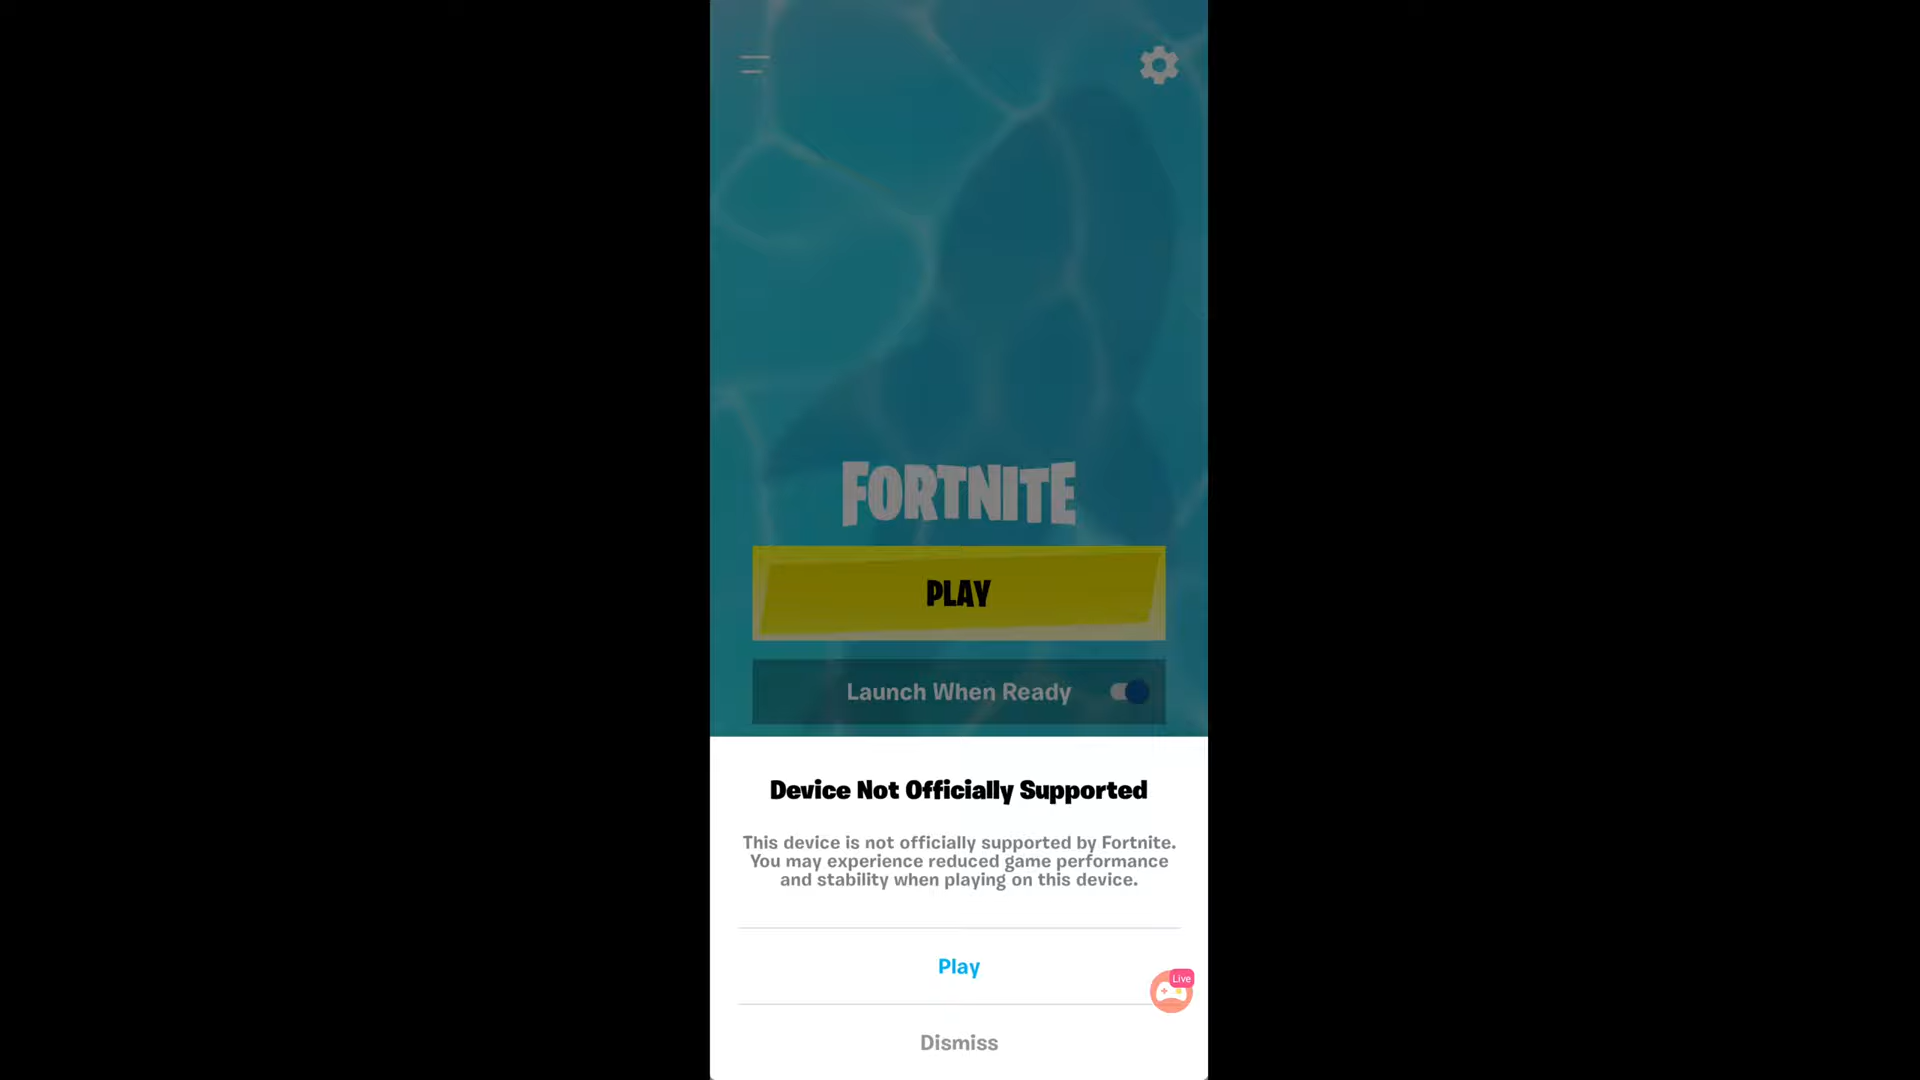 FORTNITE
PLAY
Launch When Ready
Device Not Officially Supported
This device is not officially supported by Fortnite.
You may experience reduced game performance
and stability when playing on this device.
Play
Live
Dismiss